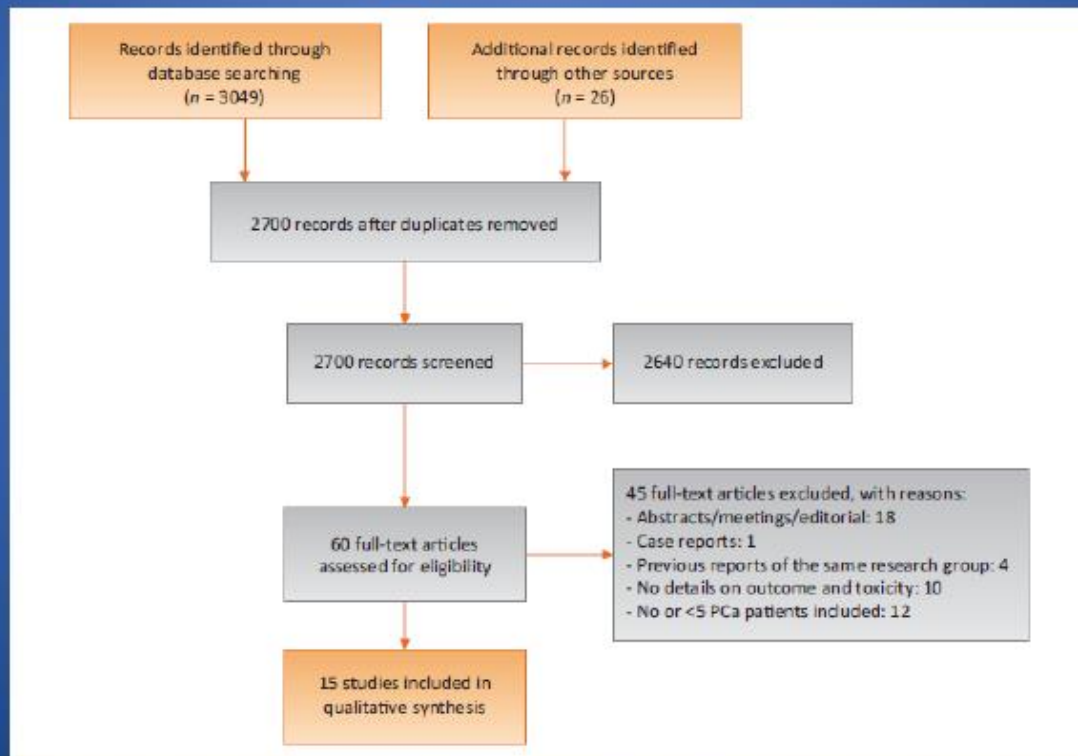 Records identified through
database searching
(n = 3049)
Additional records identified
through other sources
(n = 26)
2700 records after duplicates removed
2700 records screened
2640 records excluded
60 full-text articles
assessed for eligibility
45 full-text articles excluded, with reasons:
- Abstracts/meetings/editorial: 18
- Case reports: 1
- Previous reports of the same research group: 4
- No details on outcome and toxicity: 10
- No or <5 PCa patients included: 12
15 studies included in
qualitative synthesis